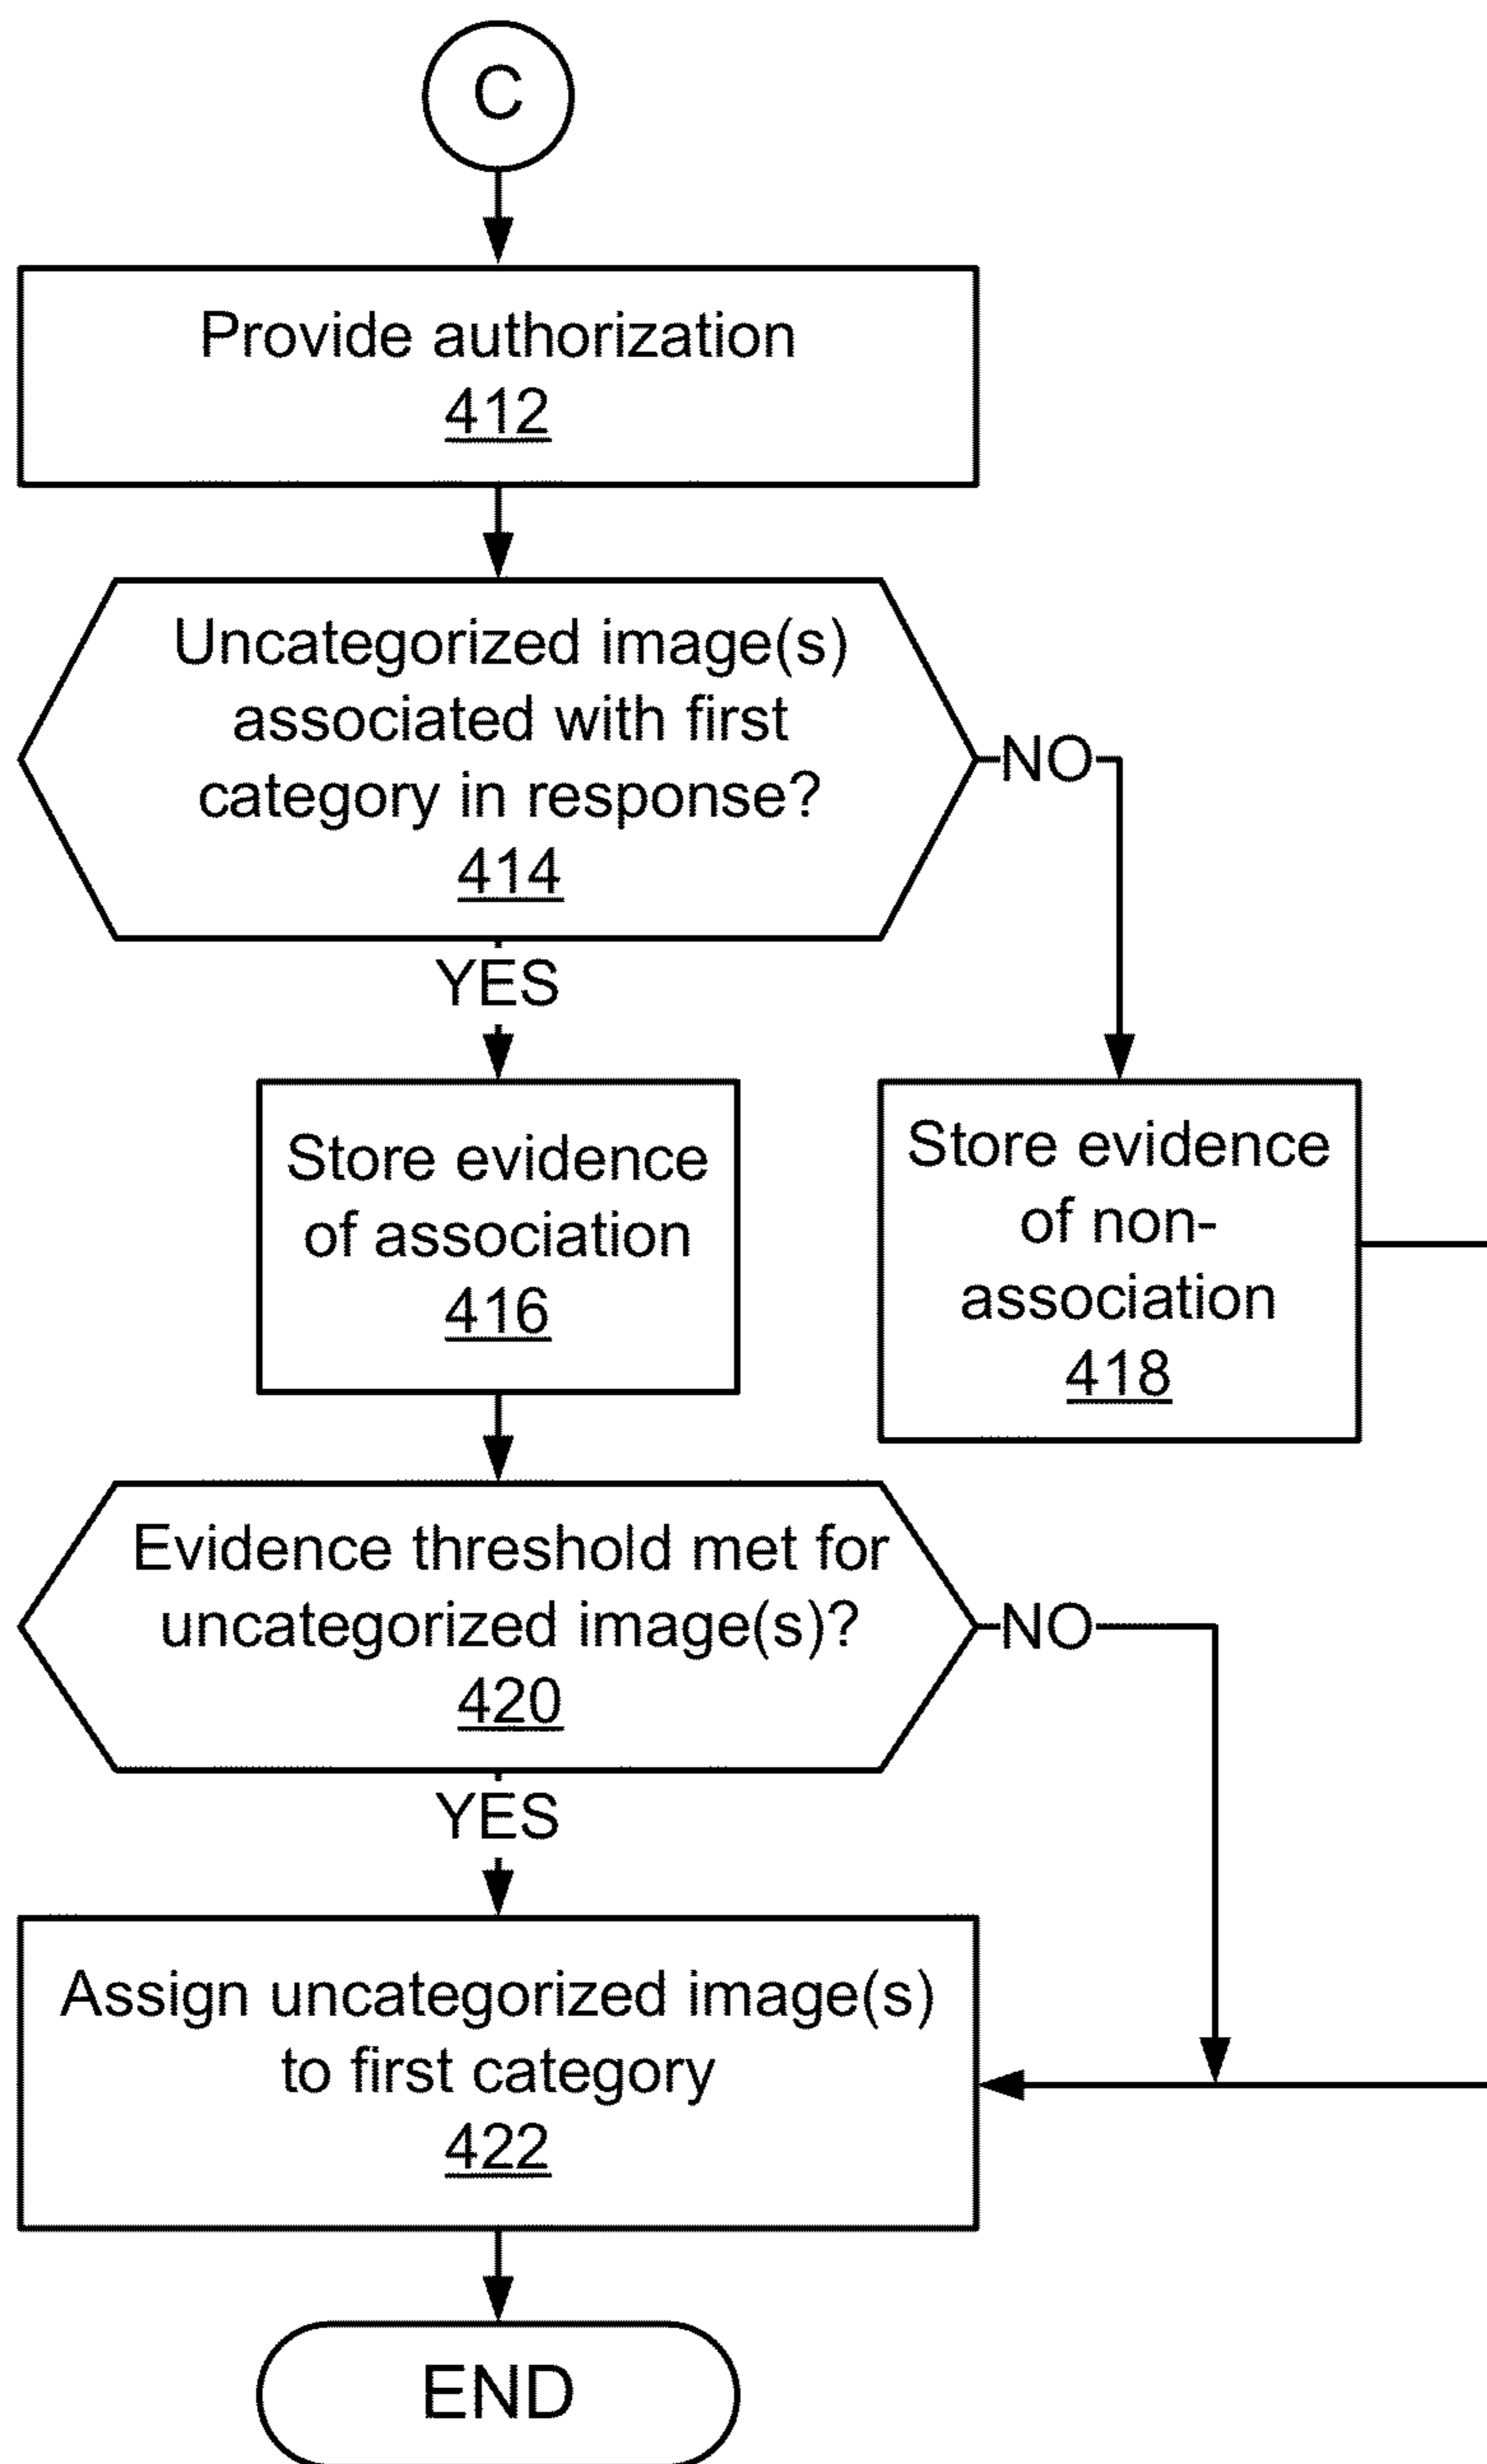 C
Provide authorization
412
Uncategorized image(s)
associated with first
category in response?
414
NO
YES
Store evidence
of association
416
Store evidence
of non-
association
418
Evidence threshold met for
uncategorized image(s)?
420
NO
YES
Assign uncategorized image(s)
to first category
422
END